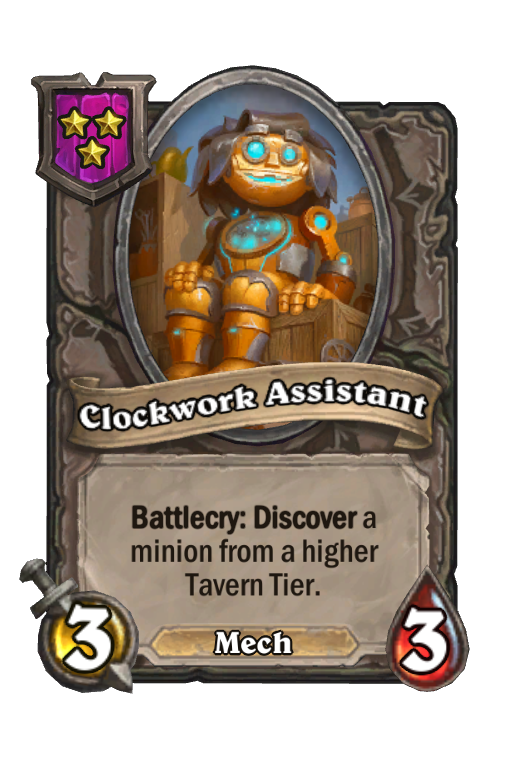 Clockwork Assistant
Battlecry: Discover a
minion from a higher
Tavern Tier.
3
Mech
3